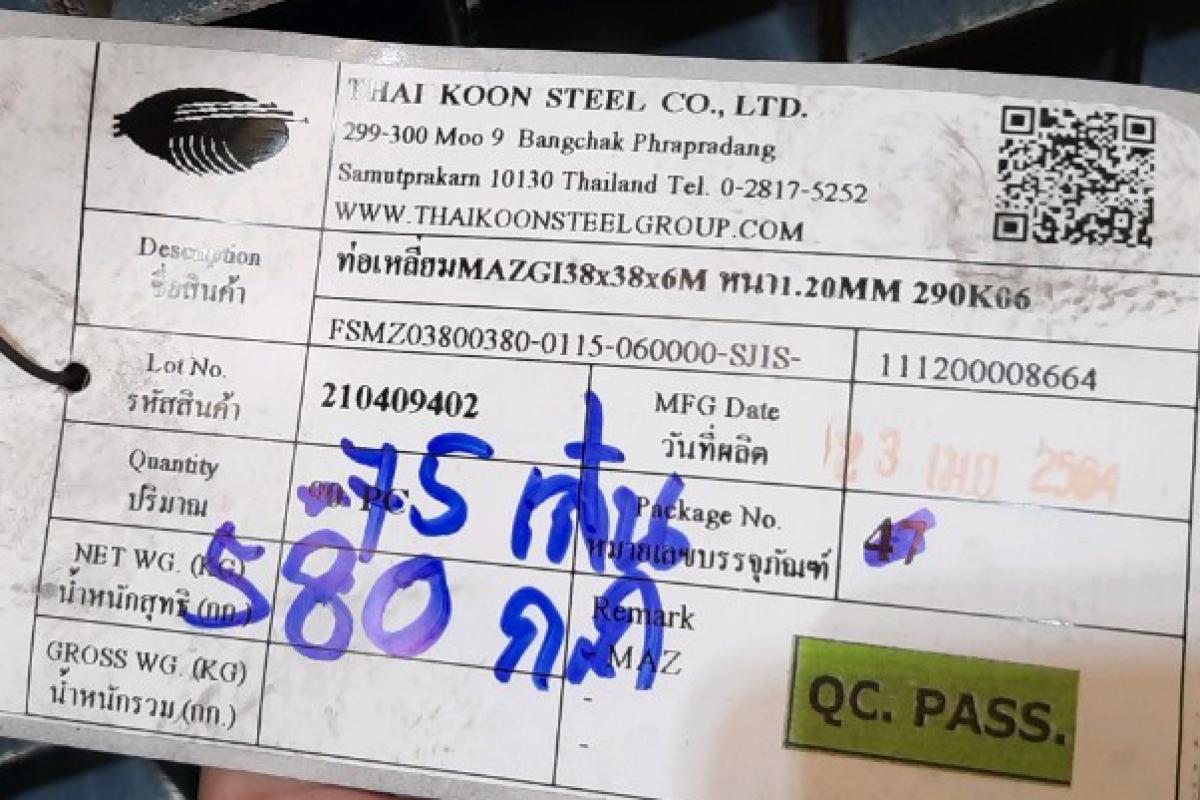 THAI KOON STEEL CO., LTD.
299-300 Moo 9 Bangchak Phrapradang
Samutprakarn 10130 Thailand Tel. 0-2817-5252
WWW.THAIKOONSTEELGROUP.COM
Description
ชื่อสินค้า
ท่อเหลี่ยมMAZGI38x38x6M หนา1.20MM 290K06
FSMZ03800380-0115-060000-SJIS-
111200008664
Lot No.
รหัสสินค้า
210409402
MFG Date
วันที่ผลิต
3 เมย 2564
Quantity
ปริมาณ
PC
75
Package No.
หมายเลขบรรจุภัณฑ์
47
NET WG. (KG)
น้ำหนักสุทธิ (กก.)
580
Remark
MAZ
-
-
GROSS WG. (KG)
น้ำหนักรวม (กก.)
QC. PASS.